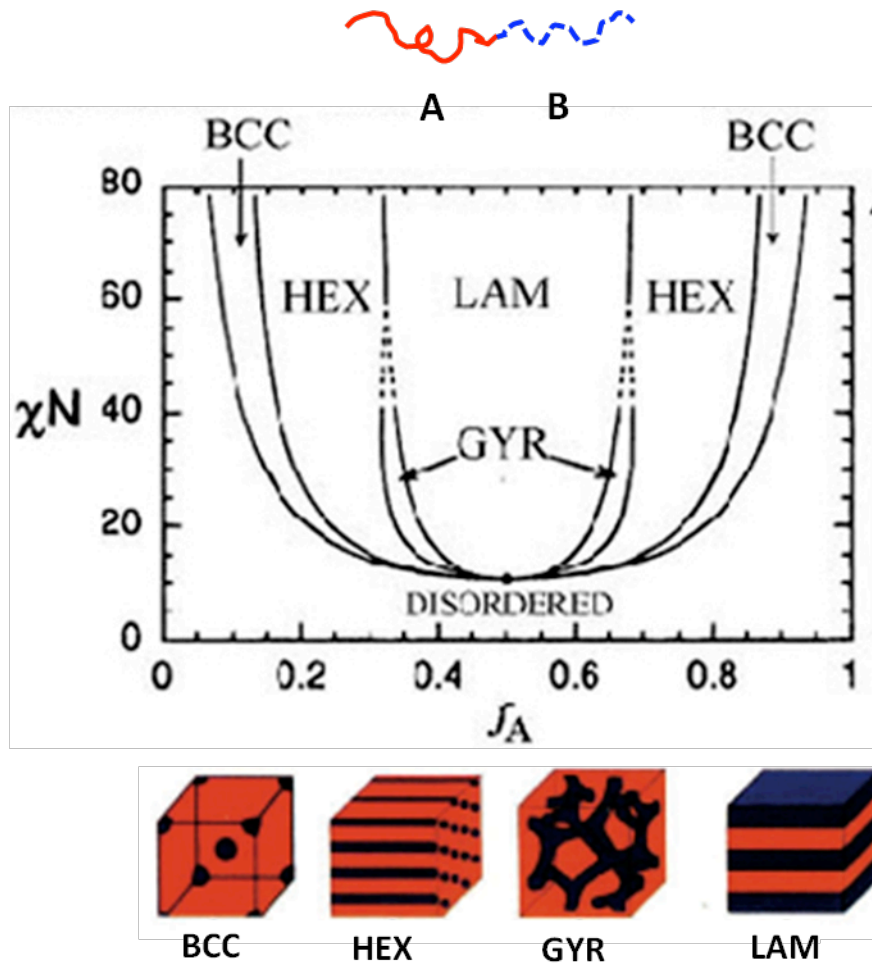 A B
BCC BCC
80
60
40
20
0
χN
HEX LAM HEX
GYR
DISORDERED
0 0.2 0.4 0.6 0.8 1
fA
BCC HEX GYR LAM